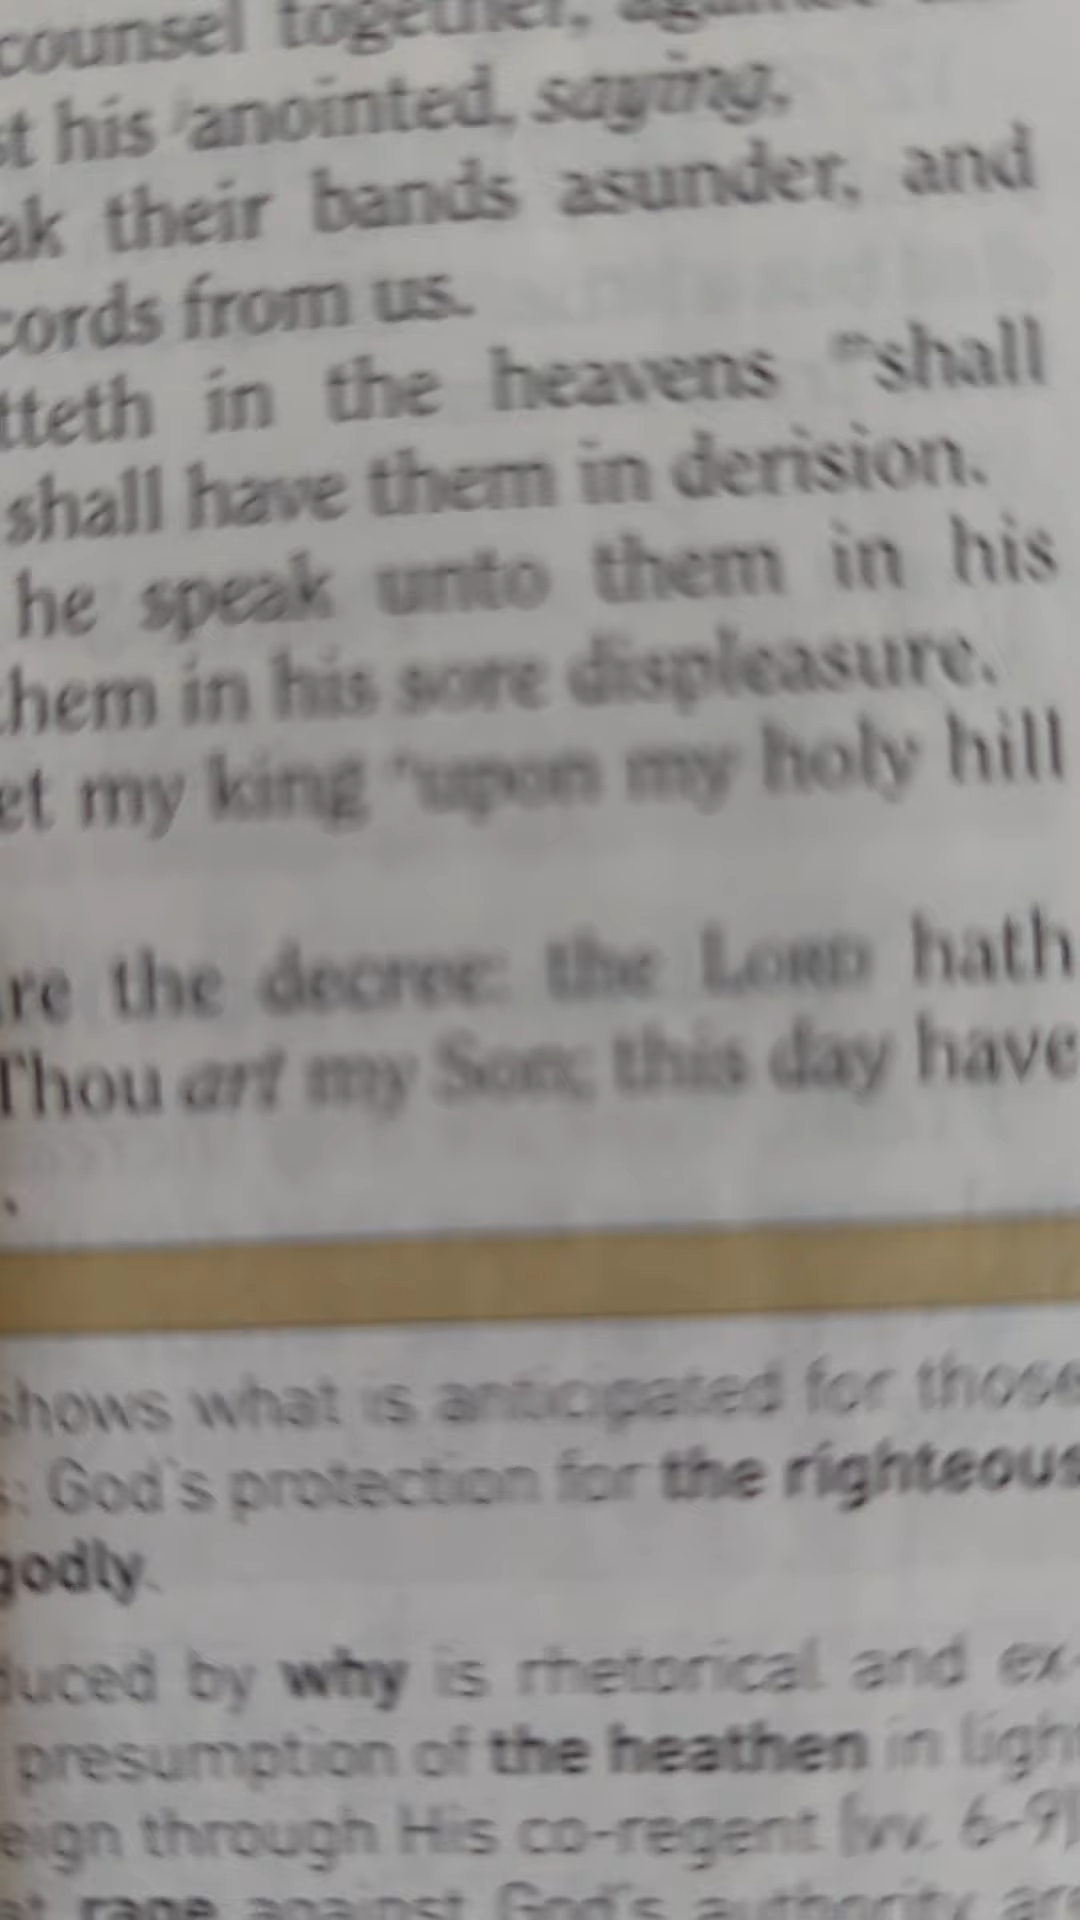 counsel together,
st his anointed, saying,
ak their bands asunder, and
cords from us.
tteth in the heavens "shall
shall have them in derision.
he speak unto them in his
them in his sore displeasure.
et my king "upon my holy hill
re the decree: the LORD hath
Thou art my Son; this day have
.
shows what is anticipated for those
s: God's protection for the righteous
godly.
duced by why is rhetorical and ex-
presumption of the heathen in light
eign through His co-regent (vv. 6–9)
rage against God's authority are